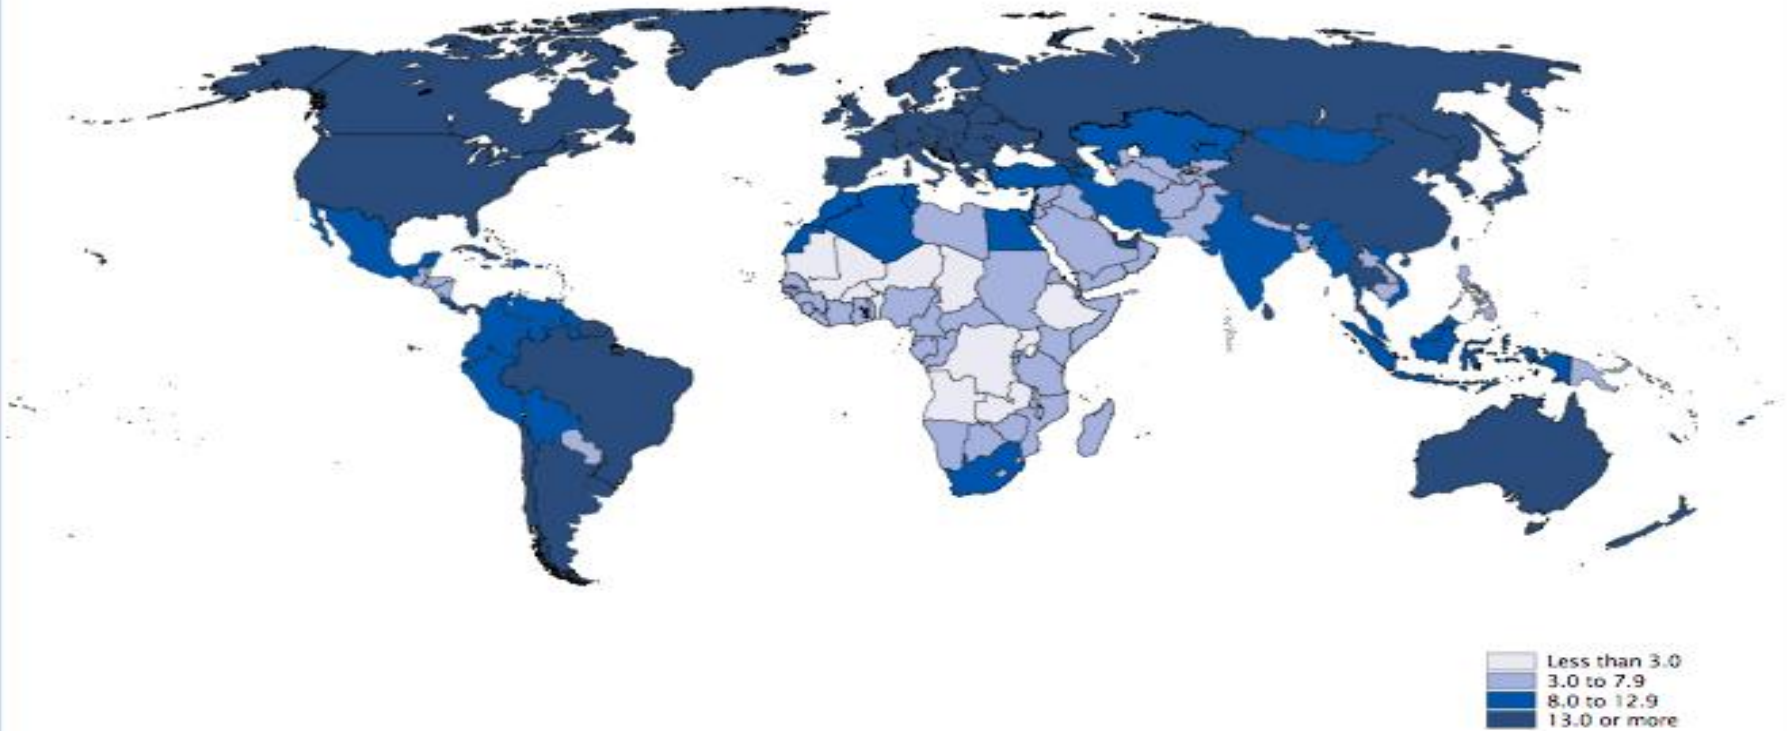 Less than 3.0
3.0 to 7.9
8.0 to 12.9
13.0 or more